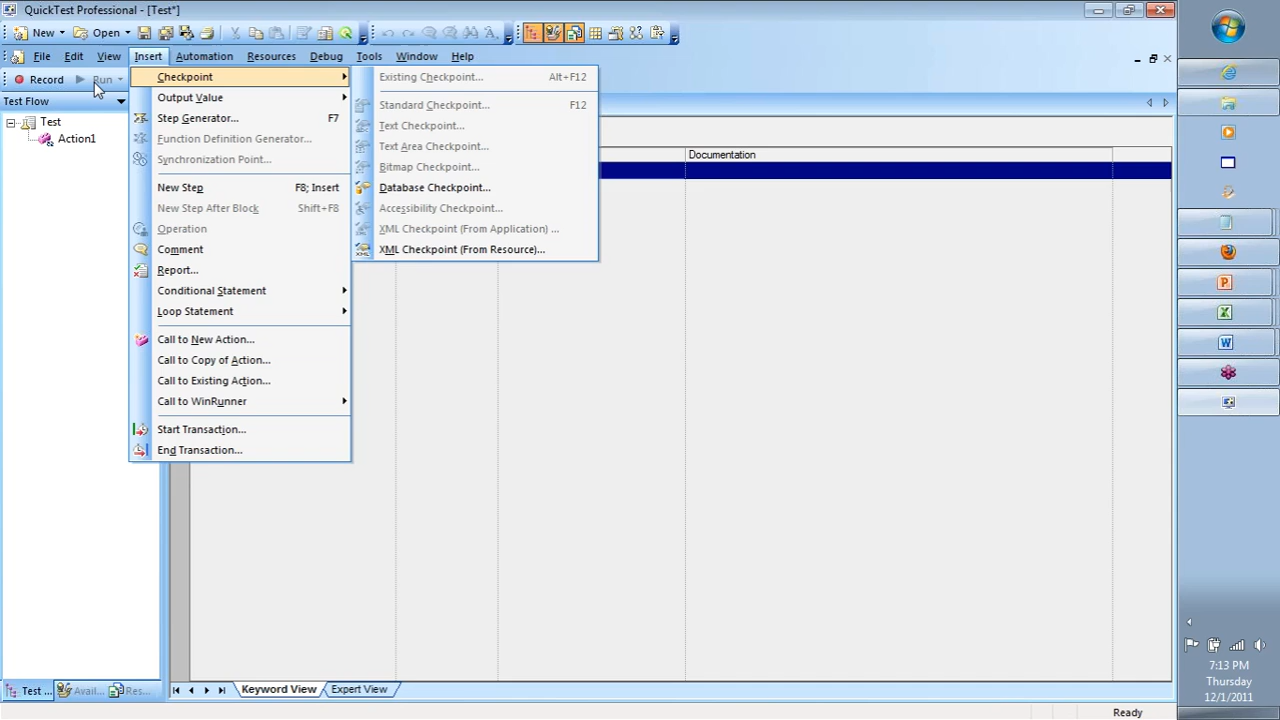 QuickTest Professional - [Test*]
New Open
File Edit View Insert Automation Resources Debug Tools Window Help
Record Run
Test Flow
Test
Action1
Checkpoint
Output Value
Step Generator... F7
Function Definition Generator...
Synchronization Point...
New Step F8; Insert
New Step After Block Shift+F8
Operation
Comment
Report...
Conditional Statement
Loop Statement
Call to New Action...
Call to Copy of Action...
Call to Existing Action...
Call to WinRunner
Start Transaction...
End Transaction...
Existing Checkpoint... Alt+F12
Standard Checkpoint... F12
Text Checkpoint...
Text Area Checkpoint...
Bitmap Checkpoint...
Database Checkpoint...
Accessibility Checkpoint...
XML Checkpoint (From Application) ...
XML Checkpoint (From Resource)...
Documentation
Test ... Avai... Res...
Keyword View Expert View
Ready
7:13 PM
Thursday
12/1/2011